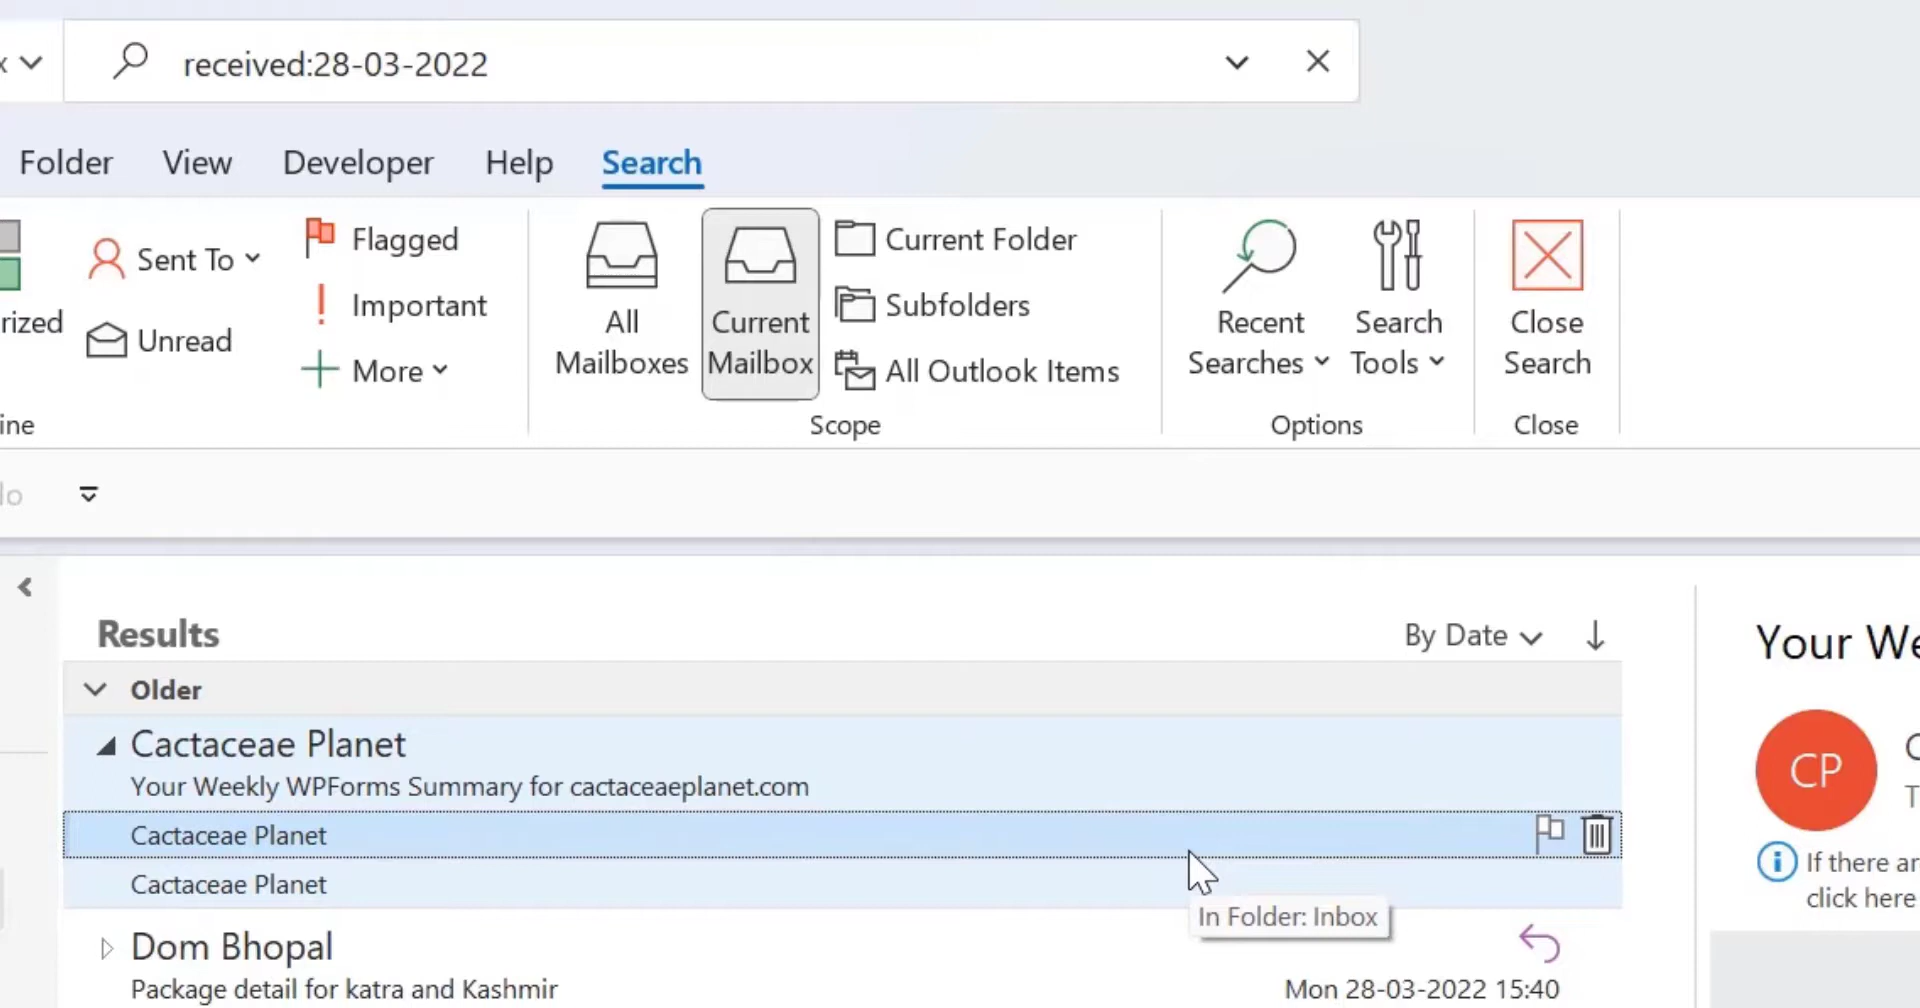 received:28-03-2022
Folder View Developer Help Search
Sent To
Unread
Flagged
Important
More
All Mailboxes
Current Mailbox
Current Folder
Subfolders
All Outlook Items
Scope
Recent Searches
Search Tools
Options
Close Search
Close
Results
By Date
Older
Cactaceae Planet
Your Weekly WPForms Summary for cactaceaeplanet.com
Cactaceae Planet
Cactaceae Planet
In Folder: Inbox
Dom Bhopal
Package detail for katra and Kashmir
Mon 28-03-2022 15:40
Your We
CP
If there ar
click here